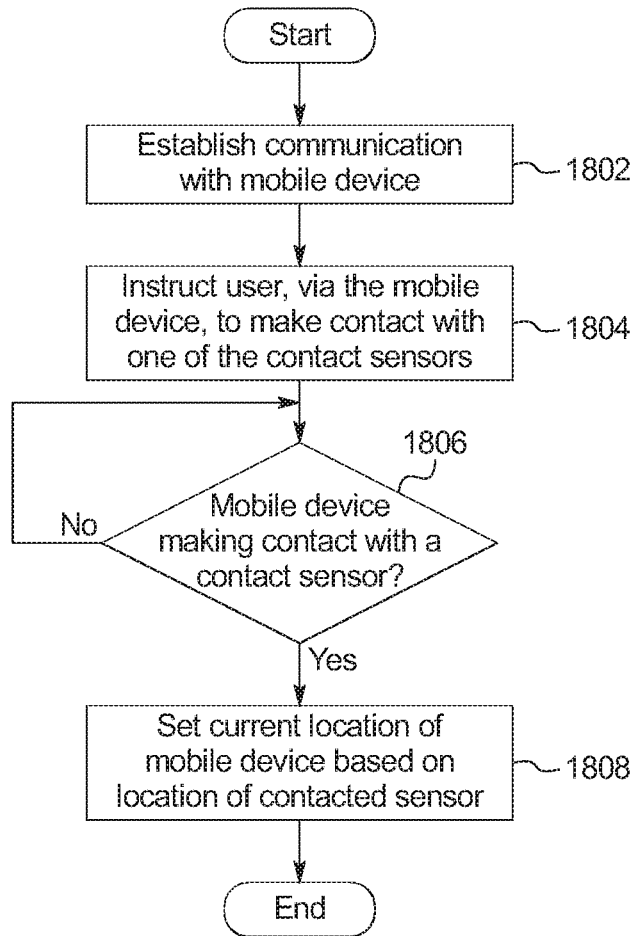 Start
Establish communication
with mobile device
1802
Instruct user, via the mobile
device, to make contact with
one of the contact sensors
1804
1806
Mobile device
making contact with a
contact sensor?
No
Yes
Set current location of
mobile device based on
location of contacted sensor
1808
End